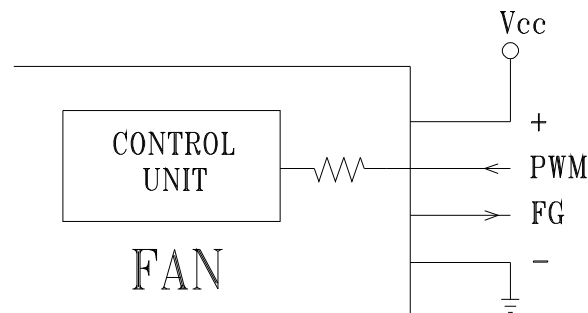 Vcc
+
CONTROL
UNIT
PWM
FG
FAN
-